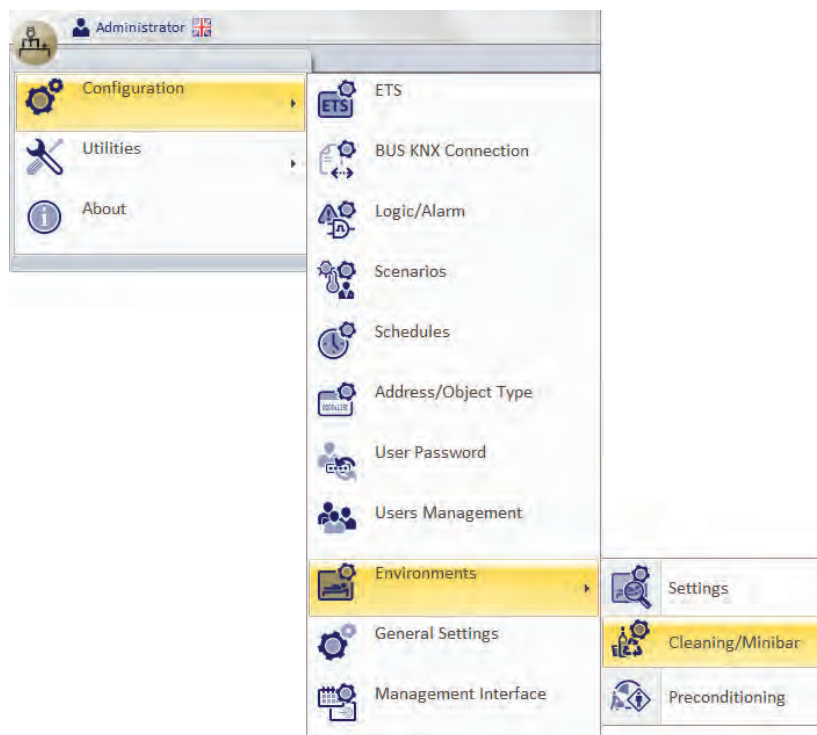 Administrator
Configuration
Utilities
About
ETS
ETS
BUS KNX Connection
Logic/Alarm
Scenarios
Schedules
Address/Object Type
User Password
Users Management
Environments
General Settings
Management Interface
Settings
Cleaning/Minibar
Preconditioning